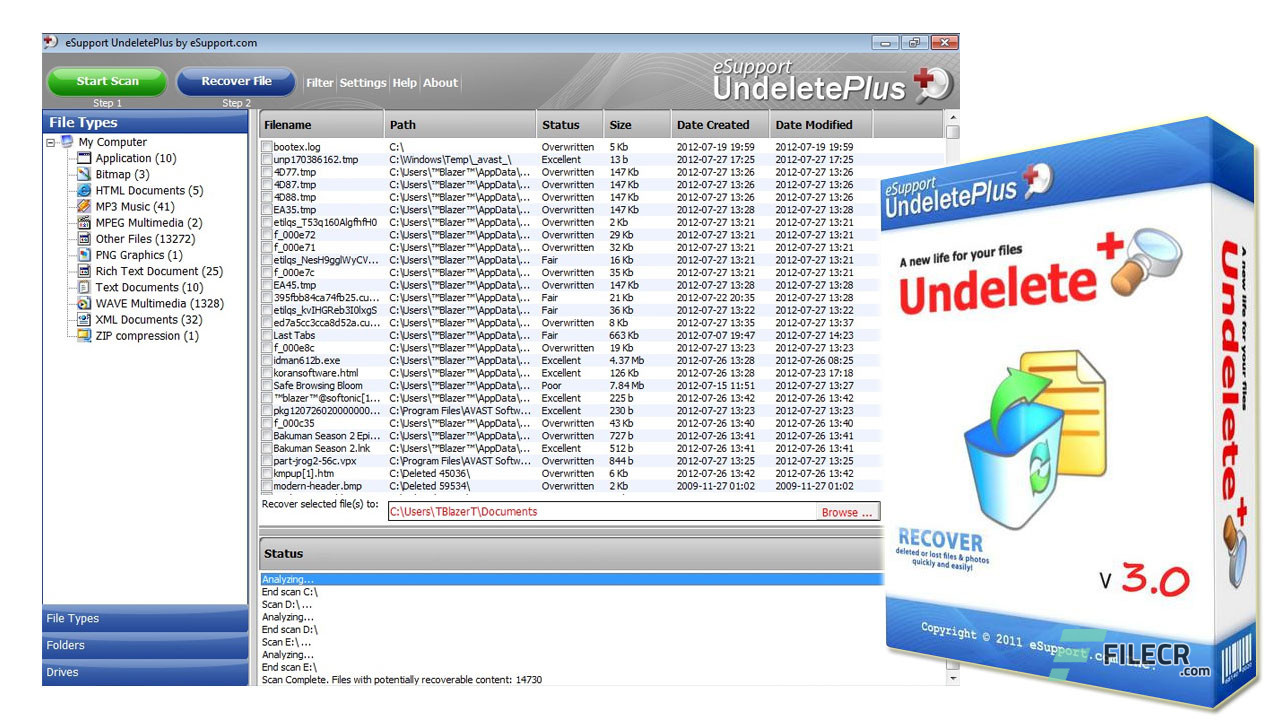 eSupport UndeletePlus by eSupport.com
Start Scan
Step 1
Recover File
Step 2
Filter Settings Help About
eSupport
UndeletePlus
File Types
My Computer
Application (10)
Bitmap (3)
HTML Documents (5)
MP3 Music (41)
MPEG Multimedia (2)
Other Files (13272)
PNG Graphics (1)
Rich Text Document (25)
Text Documents (10)
WAVE Multimedia (1328)
XML Documents (32)
ZIP compression (1)
File Types
Folders
Drives
Filename Path Status Size Date Created Date Modified
bootex.log C:\ Overwritten 5 Kb 2012-07-19 19:59 2012-07-19 19:59
unp170386162.tmp C:\Windows\Temp\_avast_\ Excellent 13 b 2012-07-27 17:25 2012-07-27 17:25
4D77.tmp C:\Users\™Blazer™\AppData\... Overwritten 147 Kb 2012-07-27 13:26 2012-07-27 13:26
4D87.tmp C:\Users\™Blazer™\AppData\... Overwritten 147 Kb 2012-07-27 13:26 2012-07-27 13:26
4D88.tmp C:\Users\™Blazer™\AppData\... Overwritten 147 Kb 2012-07-27 13:26 2012-07-27 13:26
EA35.tmp C:\Users\™Blazer™\AppData\... Overwritten 147 Kb 2012-07-27 13:28 2012-07-27 13:28
etilqs_T53q160AlgfhfH0 C:\Users\™Blazer™\AppData\... Overwritten 2 Kb 2012-07-27 13:21 2012-07-27 13:21
f_000e72 C:\Users\™Blazer™\AppData\... Overwritten 29 Kb 2012-07-27 13:21 2012-07-27 13:21
f_000e71 C:\Users\™Blazer™\AppData\... Overwritten 32 Kb 2012-07-27 13:21 2012-07-27 13:21
etilqs_NesH9gglWyCV... C:\Users\™Blazer™\AppData\... Fair 16 Kb 2012-07-27 13:21 2012-07-27 13:21
f_000e7c C:\Users\™Blazer™\AppData\... Overwritten 35 Kb 2012-07-27 13:21 2012-07-27 13:21
EA45.tmp C:\Users\™Blazer™\AppData\... Overwritten 147 Kb 2012-07-27 13:28 2012-07-27 13:28
395fbb84ca74fb25.cu... C:\Users\™Blazer™\AppData\... Fair 21 Kb 2012-07-22 20:35 2012-07-27 13:28
etilqs_kvIHGReb3I0lxgS C:\Users\™Blazer™\AppData\... Fair 36 Kb 2012-07-27 13:22 2012-07-27 13:22
ed7a5cc3cca8d52a.cu... C:\Users\™Blazer™\AppData\... Overwritten 8 Kb 2012-07-27 13:35 2012-07-27 13:37
Last Tabs C:\Users\™Blazer™\AppData\... Fair 663 Kb 2012-07-07 19:47 2012-07-27 14:23
f_000e8c C:\Users\™Blazer™\AppData\... Overwritten 19 Kb 2012-07-27 13:23 2012-07-27 13:23
idman612b.exe C:\Users\™Blazer™\AppData\... Excellent 4.37 Mb 2012-07-26 13:28 2012-07-26 08:25
koransoftware.html C:\Users\™Blazer™\AppData\... Excellent 126 Kb 2012-07-26 13:28 2012-07-23 17:18
Safe Browsing Bloom C:\Users\™Blazer™\AppData\... Poor 7.84 Mb 2012-07-15 11:51 2012-07-27 13:27
™blazer™@softonic[1... C:\Users\™Blazer™\AppData\... Excellent 225 b 2012-07-26 13:42 2012-07-26 13:42
pkg120726020000000... C:\Program Files\AVAST Softw... Excellent 230 b 2012-07-27 13:23 2012-07-27 13:23
f_000c35 C:\Users\™Blazer™\AppData\... Overwritten 43 Kb 2012-07-26 13:40 2012-07-26 13:40
Bakuman Season 2 Epi... C:\Users\™Blazer™\AppData\... Overwritten 727 b 2012-07-26 13:41 2012-07-26 13:41
Bakuman Season 2.lnk C:\Users\™Blazer™\AppData\... Excellent 512 b 2012-07-26 13:41 2012-07-26 13:41
part-jrog2-56c.vpx C:\Program Files\AVAST Softw... Overwritten 844 b 2012-07-27 13:25 2012-07-27 13:25
kmpup[1].htm C:\Deleted 45036\ Overwritten 6 Kb 2012-07-26 13:42 2012-07-26 13:42
modern-header.bmp C:\Deleted 59534\ Overwritten 2 Kb 2009-11-27 01:02 2009-11-27 01:02
Recover selected file(s) to: C:\Users\TBlazerT\Documents Browse ...
Status
Analyzing...
End scan C:\
Scan D:\ ...
Analyzing...
End scan D:\
Scan E:\ ...
Analyzing...
End scan E:\
Scan Complete. Files with potentially recoverable content: 14730
eSupport
UndeletePlus
A new life for your files
Undelete+
RECOVER
deleted or lost files & photos
quickly and easily!
v 3.0
Copyright © 2011 eSupport.com
A new life for your files
Undelete+
FILECR
.com